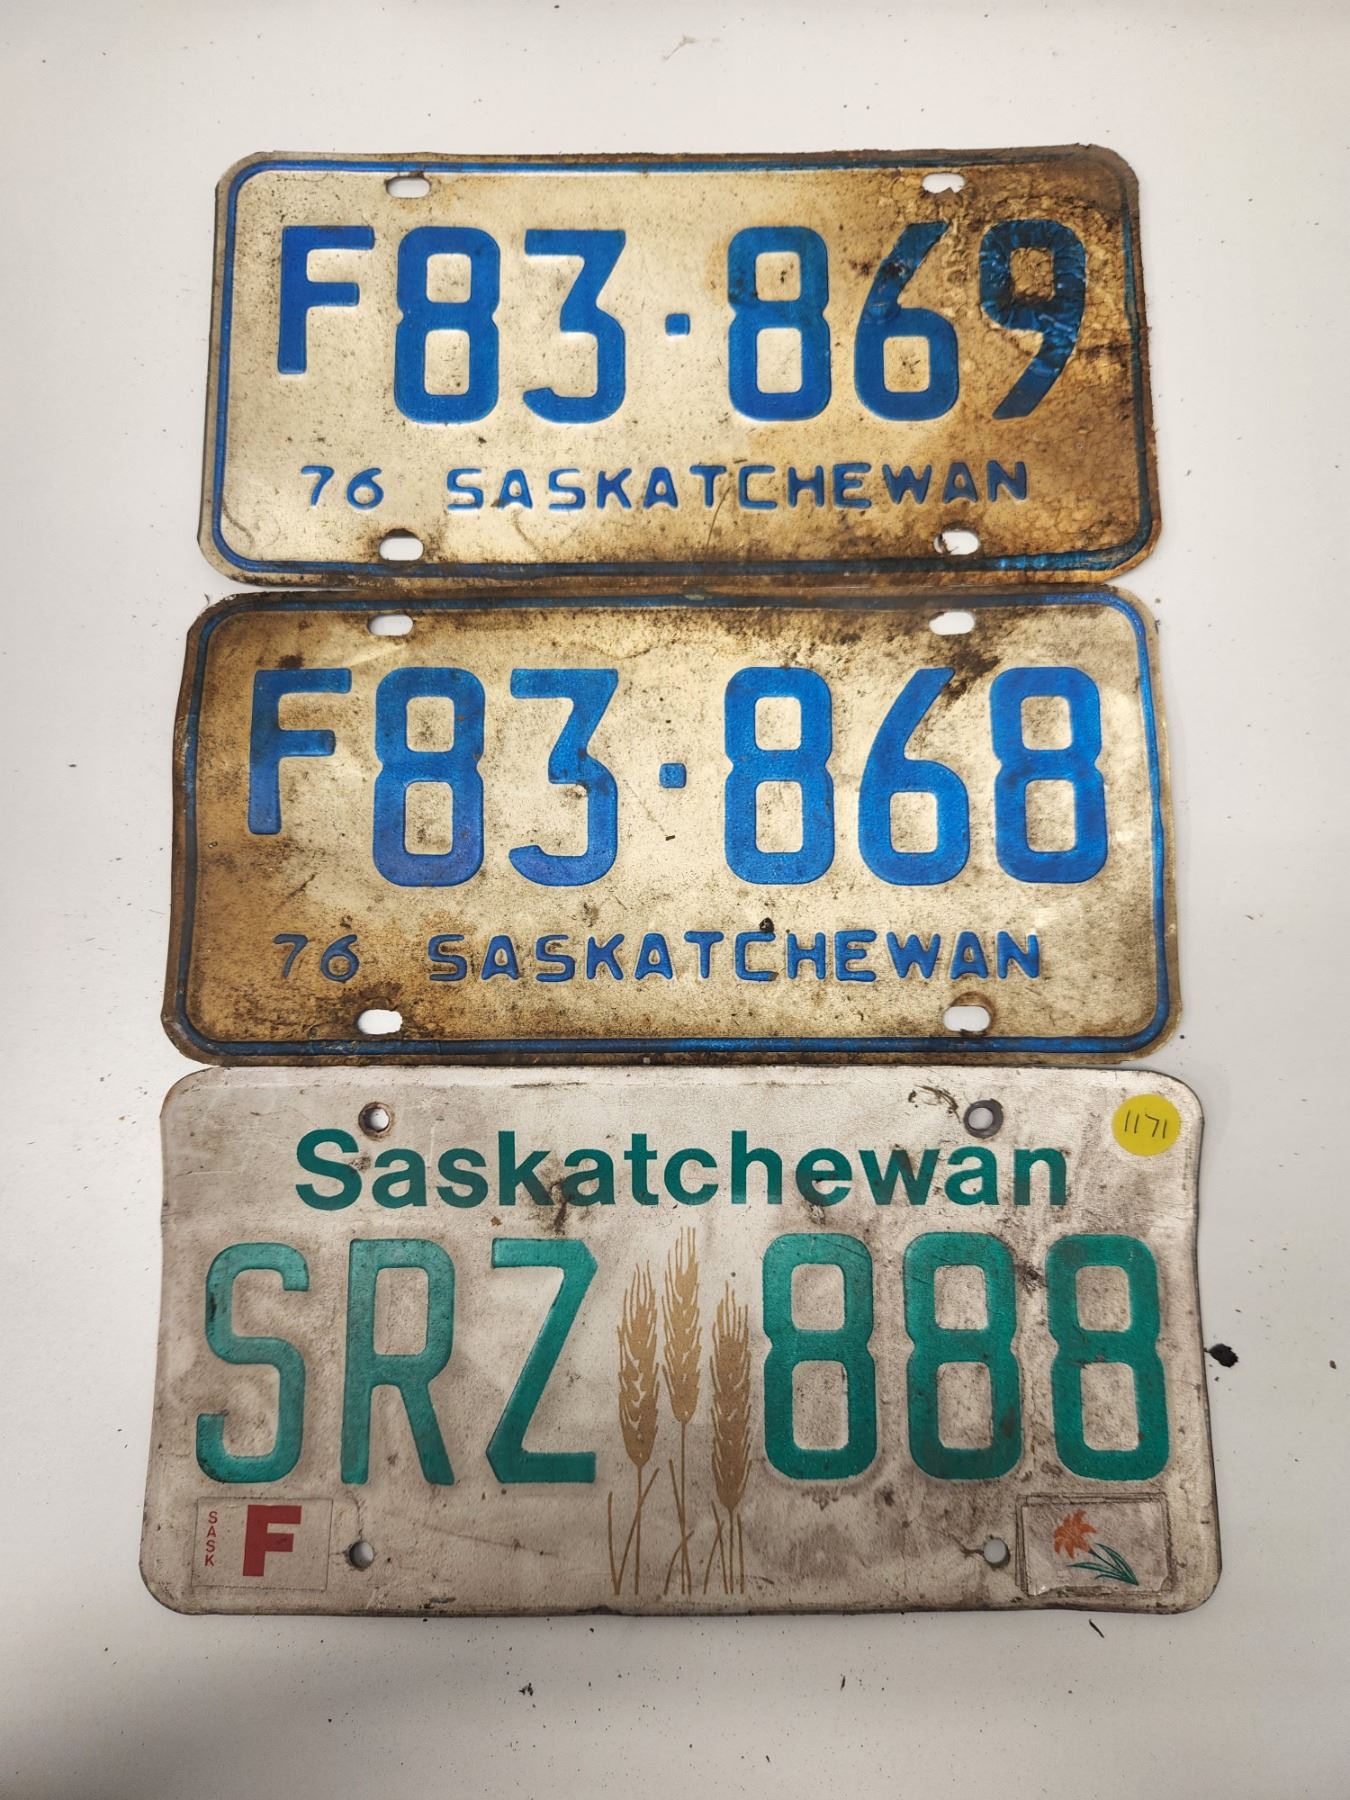 F83·869
76 SASKATCHEWAN
F83·868
76 SASKATCHEWAN
1171
Saskatchewan
SRZ 888
SASK F